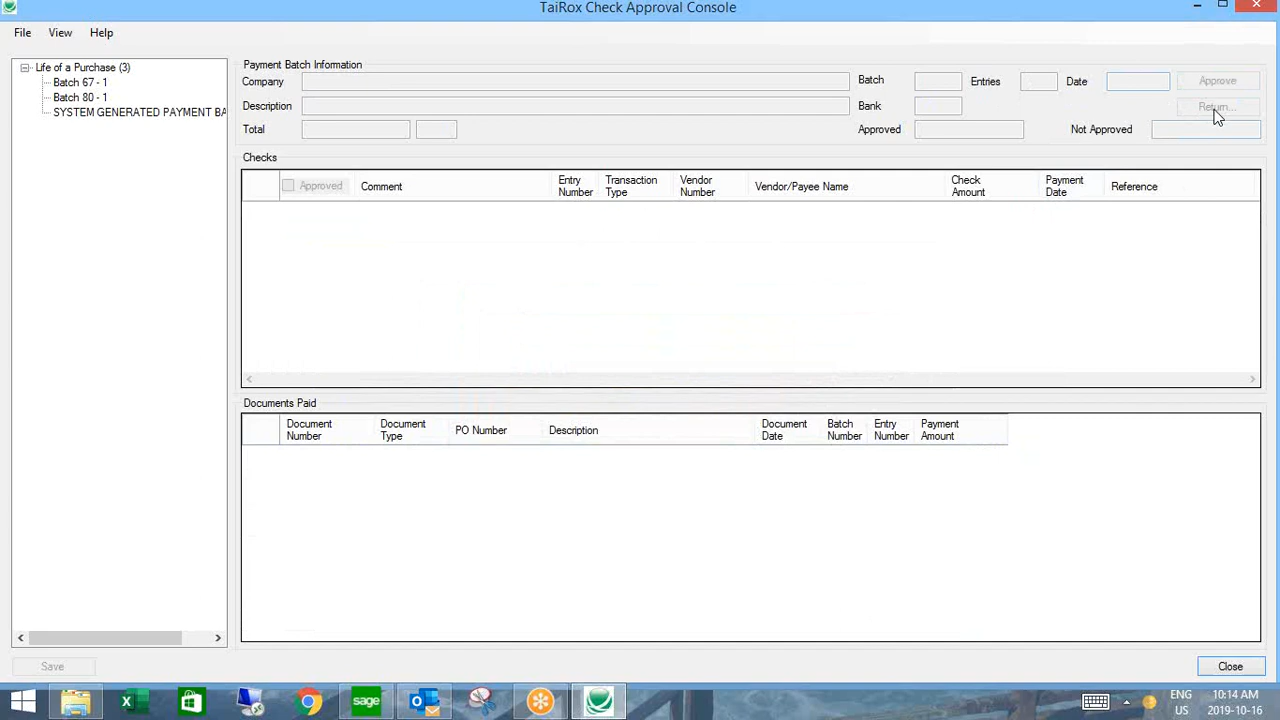 TaiRox Check Approval Console
File View Help
Life of a Purchase (3)
Batch 67 - 1
Batch 80 - 1
SYSTEM GENERATED PAYMENT BA
Payment Batch Information
Company Batch Entries Date Approve
Description Bank Return...
Total Approved Not Approved
Checks
Approved Comment Entry Number Transaction Type Vendor Number Vendor/Payee Name Check Amount Payment Date Reference
Documents Paid
Document Number Document Type PO Number Description Document Date Batch Number Entry Number Payment Amount
Save Close
sage
ENG US
10:14 AM
2019-10-16